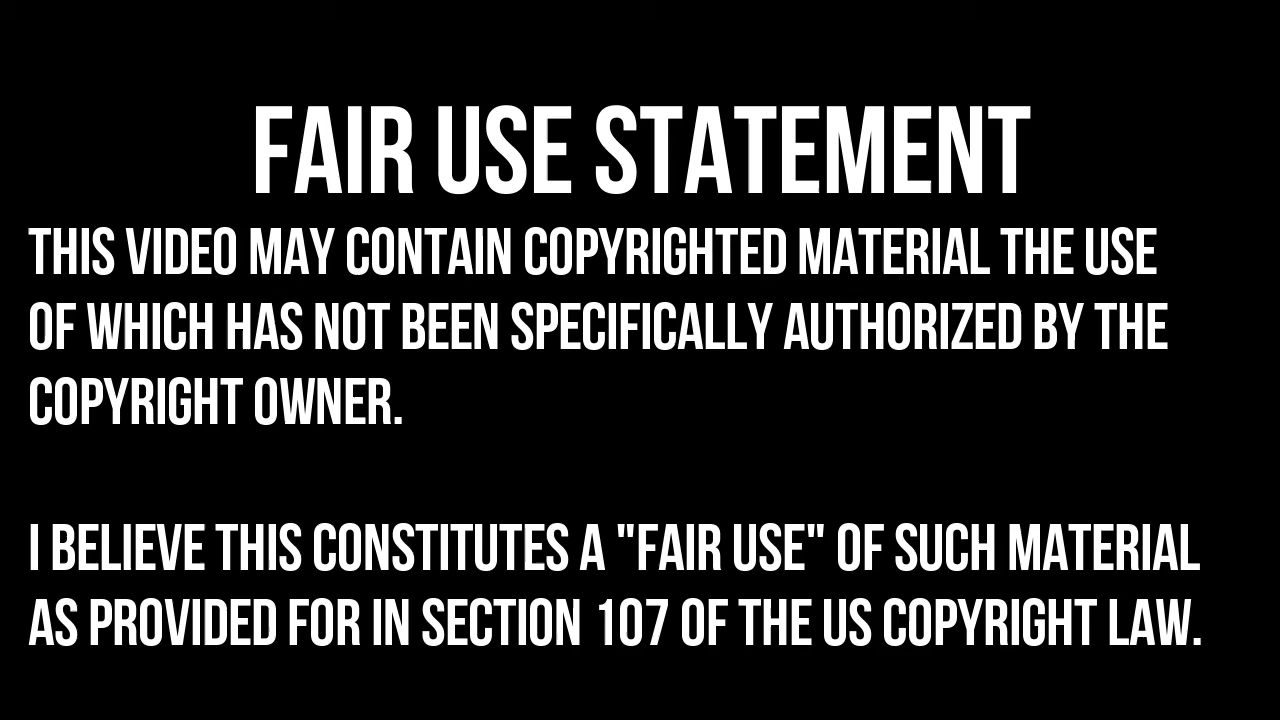 FAIR USE STATEMENT
THIS VIDEO MAY CONTAIN COPYRIGHTED MATERIAL THE USE
OF WHICH HAS NOT BEEN SPECIFICALLY AUTHORIZED BY THE
COPYRIGHT OWNER.
I BELIEVE THIS CONSTITUTES A "FAIR USE" OF SUCH MATERIAL
AS PROVIDED FOR IN SECTION 107 OF THE US COPYRIGHT LAW.